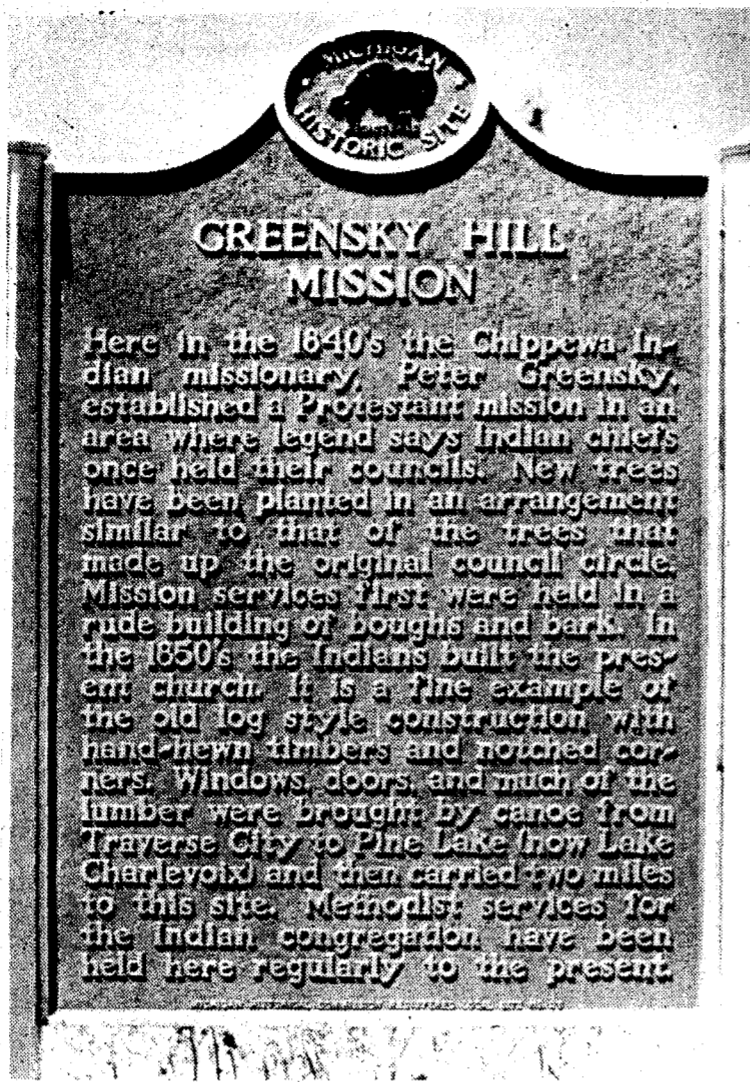 MICHIGAN
HISTORIC SITE
GREENSKY HILL
MISSION
Here in the 1840's the Chippewa In-
dian missionary, Peter Greensky,
established a Protestant mission in an
area where legend says Indian chiefs
once held their councils. New trees
have been planted in an arrangement
similar to that of the trees that
made up the original council circle.
Mission services first were held in a
rude building of boughs and bark. In
the 1850's the Indians built the pres-
ent church. It is a fine example of
the old log style construction with
hand-hewn timbers and notched cor-
ners. Windows, doors, and much of the
lumber were brought by canoe from
Traverse City to Pine Lake (now Lake
Charlevoix) and then carried two miles
to this site. Methodist services for
the Indian congregation have been
held here regularly to the present.